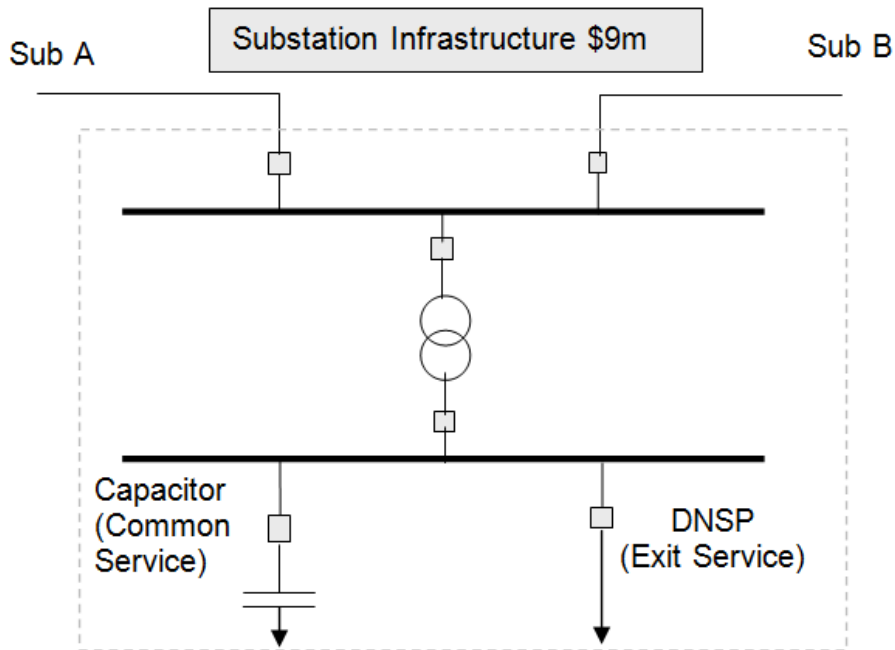 Substation Infrastructure $9m
Sub A
Sub B
Capacitor
(Common
Service)
DNSP
(Exit Service)